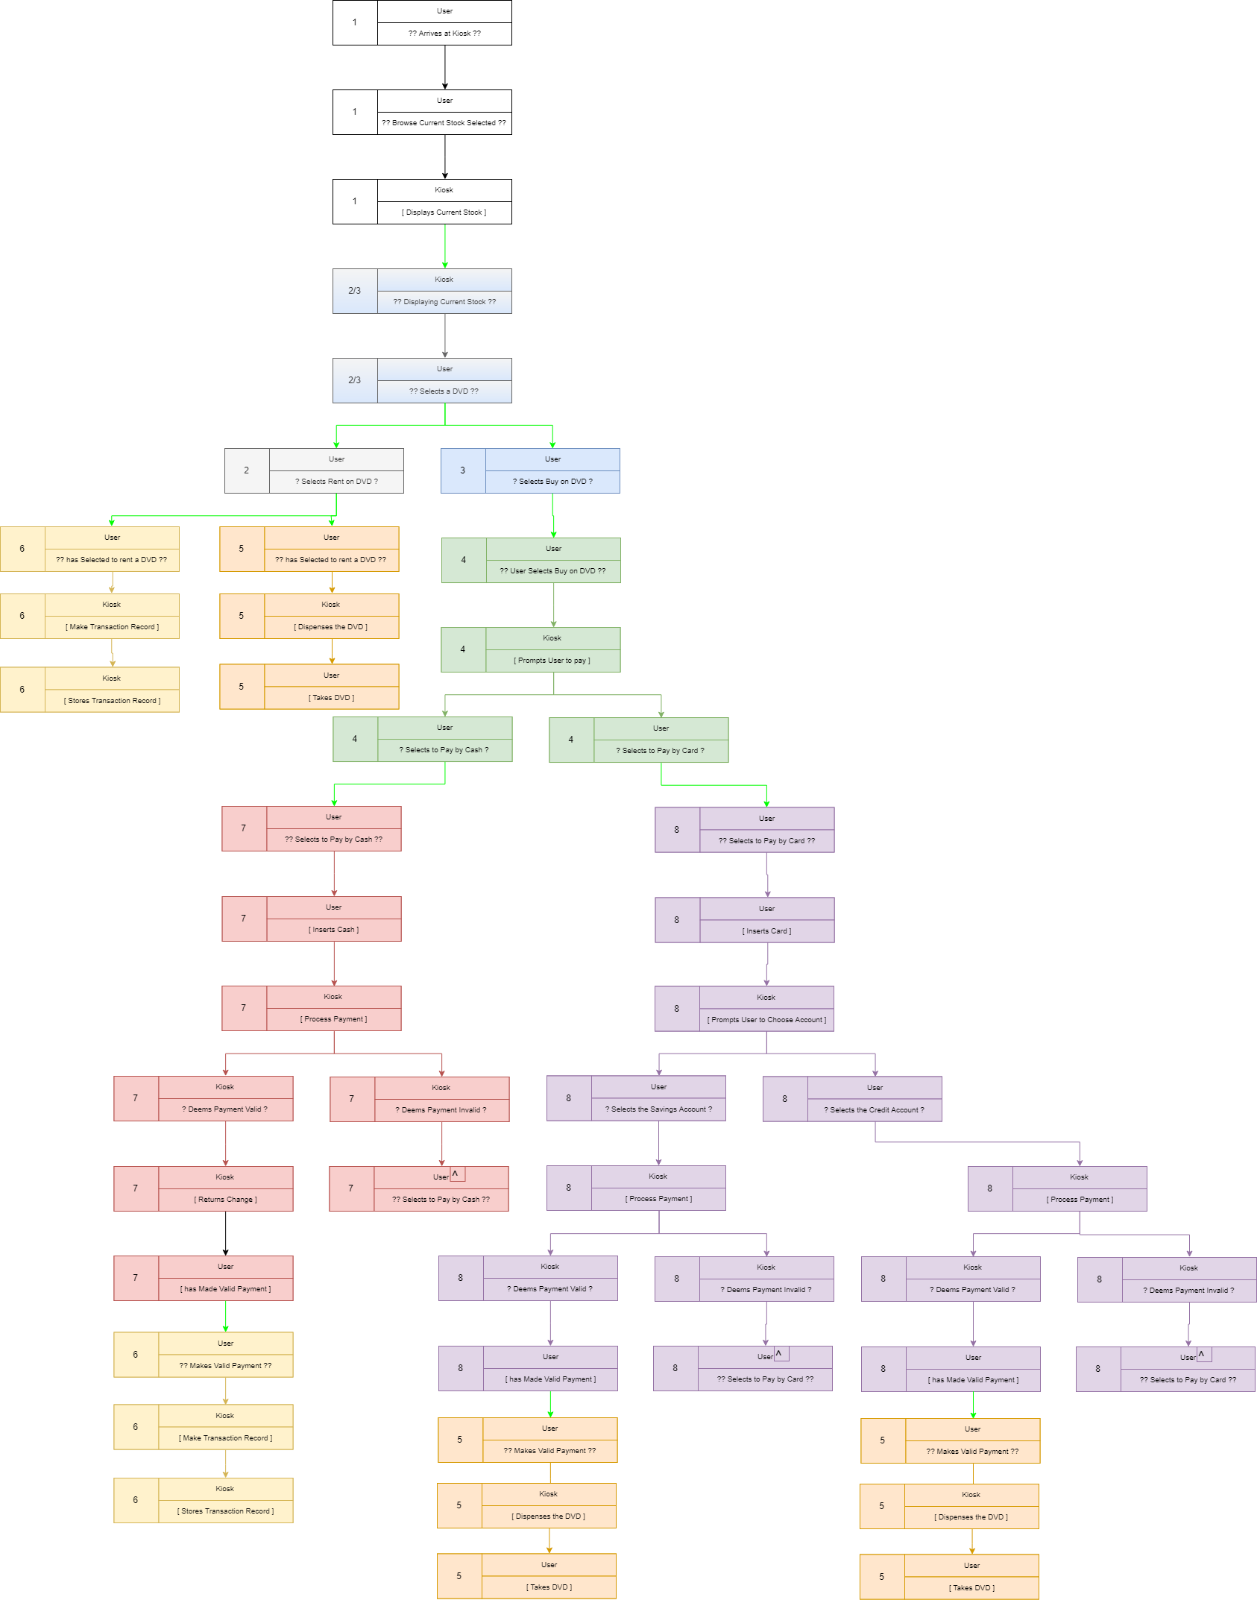 User
1
?? Arrives at Kiosk ??
User
1
?? Browse Current Stock Selected ??
Kiosk
1
[ Displays Current Stock ]
Kiosk
2/3
?? Displaying Current Stock ??
User
2/3
?? Selects a DVD ??
User
2
? Selects Rent on DVD ?
User
3
? Selects Buy on DVD ?
User
6
?? has Selected to rent a DVD ??
User
5
?? has Selected to rent a DVD ??
User
4
?? User Selects Buy on DVD ??
Kiosk
6
[ Make Transaction Record ]
Kiosk
5
[ Dispenses the DVD ]
Kiosk
4
[ Prompts User to pay ]
Kiosk
6
[ Stores Transaction Record ]
User
5
[ Takes DVD ]
User
4
? Selects to Pay by Cash ?
User
4
? Selects to Pay by Card ?
User
7
?? Selects to Pay by Cash ??
User
8
?? Selects to Pay by Card ??
User
7
[ Inserts Cash ]
User
8
[ Inserts Card ]
Kiosk
7
[ Process Payment ]
Kiosk
8
[ Prompts User to Choose Account ]
Kiosk
7
? Deems Payment Valid ?
Kiosk
7
? Deems Payment Invalid ?
User
8
? Selects the Savings Account ?
User
8
? Selects the Credit Account ?
Kiosk
7
[ Returns Change ]
User ^
7
?? Selects to Pay by Cash ??
Kiosk
8
[ Process Payment ]
Kiosk
8
[ Process Payment ]
User
7
[ has Made Valid Payment ]
Kiosk
8
? Deems Payment Valid ?
Kiosk
8
? Deems Payment Invalid ?
Kiosk
8
? Deems Payment Valid ?
Kiosk
8
? Deems Payment Invalid ?
User
6
?? Makes Valid Payment ??
User
8
[ has Made Valid Payment ]
User ^
8
?? Selects to Pay by Card ??
User
8
[ has Made Valid Payment ]
User ^
8
?? Selects to Pay by Card ??
Kiosk
6
[ Make Transaction Record ]
User
5
?? Makes Valid Payment ??
User
5
?? Makes Valid Payment ??
Kiosk
6
[ Stores Transaction Record ]
Kiosk
5
[ Dispenses the DVD ]
Kiosk
5
[ Dispenses the DVD ]
User
5
[ Takes DVD ]
User
5
[ Takes DVD ]